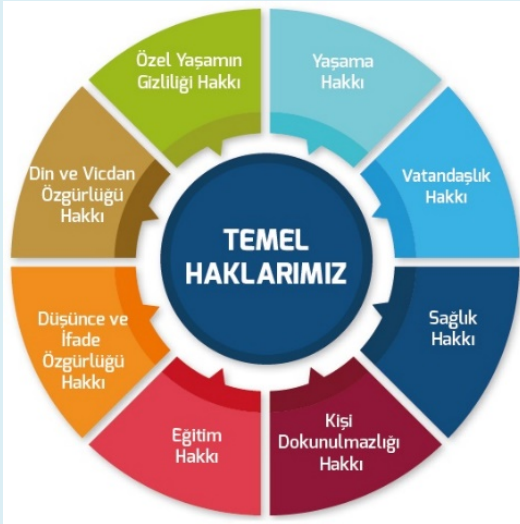 TEMEL
HAKLARIMIZ
Yaşama
Hakkı
Vatandaşlık
Hakkı
Sağlık
Hakkı
Kişi
Dokunulmazlığı
Hakkı
Eğitim
Hakkı
Düşünce ve
İfade
Özgürlüğü
Hakkı
Din ve Vicdan
Özgürlüğü
Hakkı
Özel Yaşamın
Gizliliği Hakkı